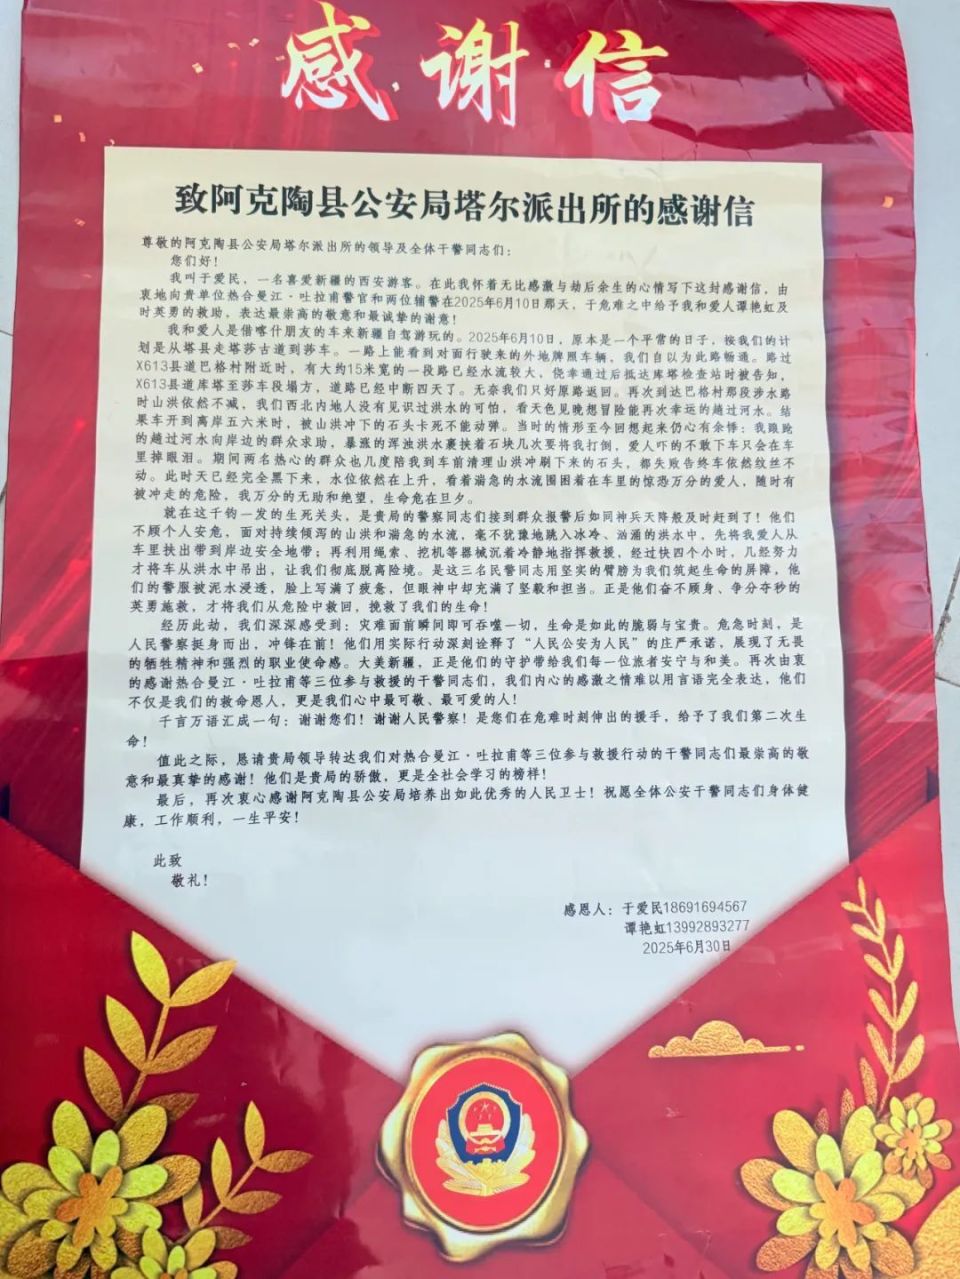 感谢信
致阿克陶县公安局塔尔派出所的感谢信
尊敬的阿克陶县公安局塔尔派出所的领导及全体干警同志们：
您们好！
我叫于爱民，一名喜爱新疆的西安游客。在此我怀着无比感激与劫后余生的心情写下这封感谢信，由
衷地向贵单位热合曼江·吐拉甫警官和两位辅警在2025年6月10日那天，于危难之中给予我和爱人谭艳虹及
时英勇的救助，表达最崇高的敬意和最诚挚的谢意！
我和爱人是借喀什朋友的车来新疆自驾游玩的。2025年6月10日，原本是一个平常的日子，按我们的计
划是从塔县走塔莎古道到莎车。一路上能看到对面行驶来的外地牌照车辆，我们自以为此路畅通。路过
X613县道巴格村附近时，有大约15米宽的一段路已经水流较大，侥幸通过后抵达库塔检查站时被告知，
X613县道库塔至莎车段塌方，道路已经中断四天了。无奈我们只好原路返回。再次到达巴格村那段涉水路
时山洪依然不减，我们西北内地人没有见识过洪水的可怕，看天色见晚想冒险能再次幸运的越过河水。结
果车开到离岸五六米时，被山洪冲下的石头卡死不能动弹。当时的情形至今回想起来仍心有余悸：我踉跄
的越过河水向岸边的群众求助，暴涨的浑浊洪水裹挟着石块几次要将我打倒，爱人吓的不敢下车只会在车
里掉眼泪。期间两名热心的群众也几度陪我到车前清理山洪冲刷下来的石头，都失败告终车依然纹丝不
动。此时天已经完全黑下来，水位依然在上升，看着湍急的水流围困着在车里的惊恐万分的爱人，随时有
被冲走的危险，我万分的无助和绝望，生命危在旦夕。
就在这千钧一发的生死关头，是贵局的警察同志们接到群众报警后如同神兵天降般及时赶到了！他们
不顾个人安危，面对持续倾泻的山洪和湍急的水流，毫不犹豫地跳入冰冷、汹涌的洪水中，先将我爱人从
车里扶出带到岸边安全地带；再利用绳索、挖机等器械沉着冷静地指挥救援，经过快四个小时，几经努力
才将车从洪水中吊出，让我们彻底脱离险境。是这三名民警同志用坚实的臂膀为我们筑起生命的屏障，他
们的警服被泥水浸透，脸上写满了疲惫，但眼神中却充满了坚毅和担当。正是他们奋不顾身、争分夺秒的
英勇施救，才将我们从危险中救回，挽救了我们的生命！
经历此劫，我们深深感受到：灾难面前瞬间即可吞噬一切，生命是如此的脆弱与宝贵。危急时刻，是
人民警察挺身而出，冲锋在前！他们用实际行动深刻诠释了“人民公安为人民”的庄严承诺，展现了无畏
的牺牲精神和强烈的职业使命感。大美新疆，正是他们的守护带给我们每一位旅者安宁与和美。再次由衷
的感谢热合曼江·吐拉甫等三位参与救援的干警同志们，我们内心的感激之情难以用言语完全表达，他们
不仅是我们的救命恩人，更是我们心中最可敬、最可爱的人！
千言万语汇成一句：谢谢您们！谢谢人民警察！是您们在危难时刻伸出的援手，给予了我们第二次生
命！
值此之际，恳请贵局领导转达我们对热合曼江·吐拉甫等三位参与救援行动的干警同志们最崇高的敬
意和最真挚的感谢！他们是贵局的骄傲，更是全社会学习的榜样！
最后，再次衷心感谢阿克陶县公安局培养出如此优秀的人民卫士！祝愿全体公安干警同志们身体健
康，工作顺利，一生平安！
此致
敬礼！
感恩人：于爱民18691694567
谭艳虹13992893277
2025年6月30日